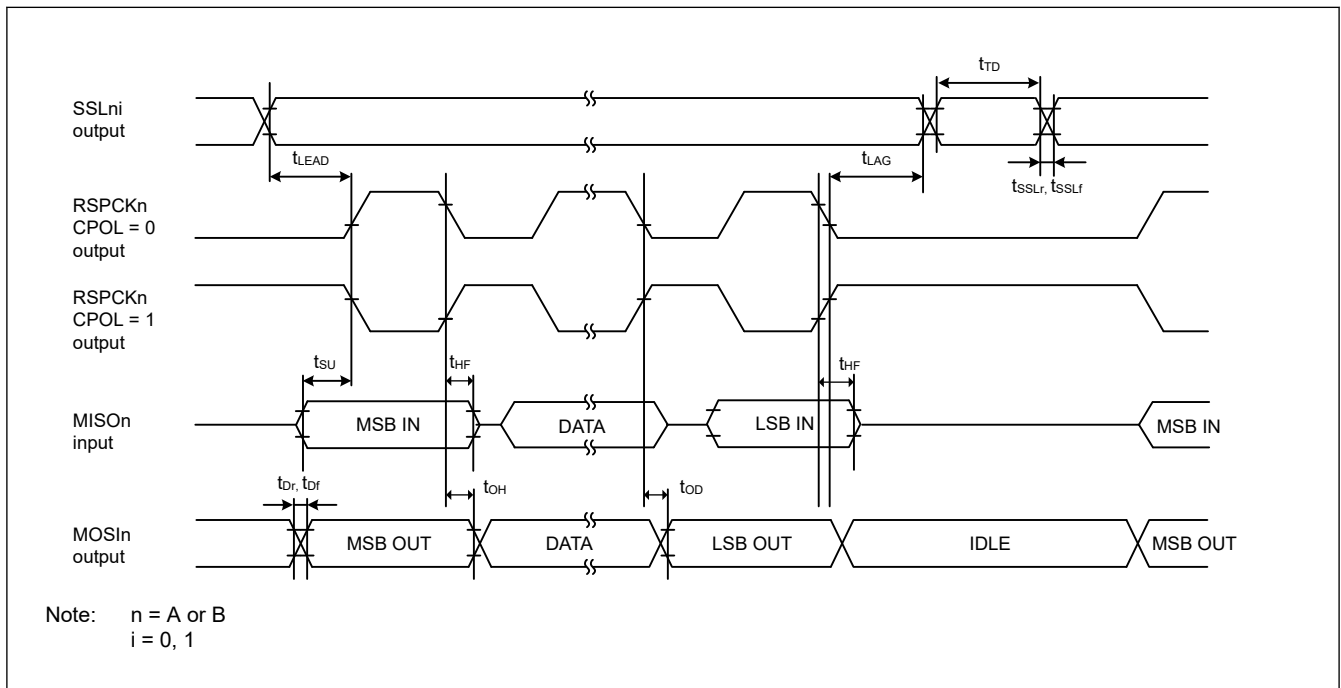 tTD
SSLni
output
tLEAD
tLAG
tSSLr, tSSLf
RSPCKn
CPOL = 0
output
RSPCKn
CPOL = 1
output
tSU
tHF
tHF
MISOn
input
MSB IN
DATA
LSB IN
MSB IN
tDr, tDf
tOH
tOD
MOSIn
output
MSB OUT
DATA
LSB OUT
IDLE
MSB OUT
Note: n = A or B
i = 0, 1